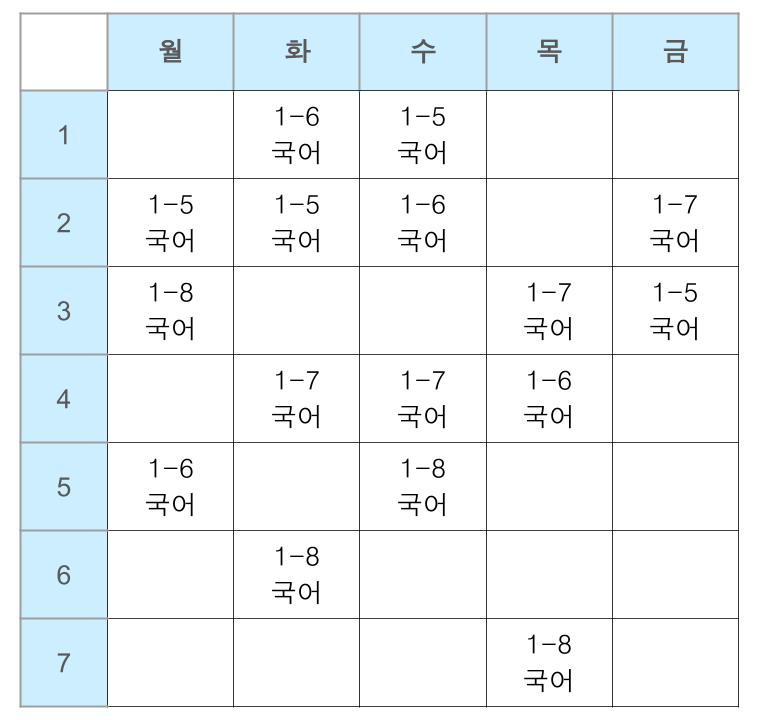 월 화 수 목 금
1 1-6 1-5
국어 국어
2 1-5 1-5 1-6 1-7
국어 국어 국어 국어
3 1-8 1-7 1-5
국어 국어 국어
4 1-7 1-7 1-6
국어 국어 국어
5 1-6 1-8
국어 국어
6 1-8
국어
7 1-8
국어